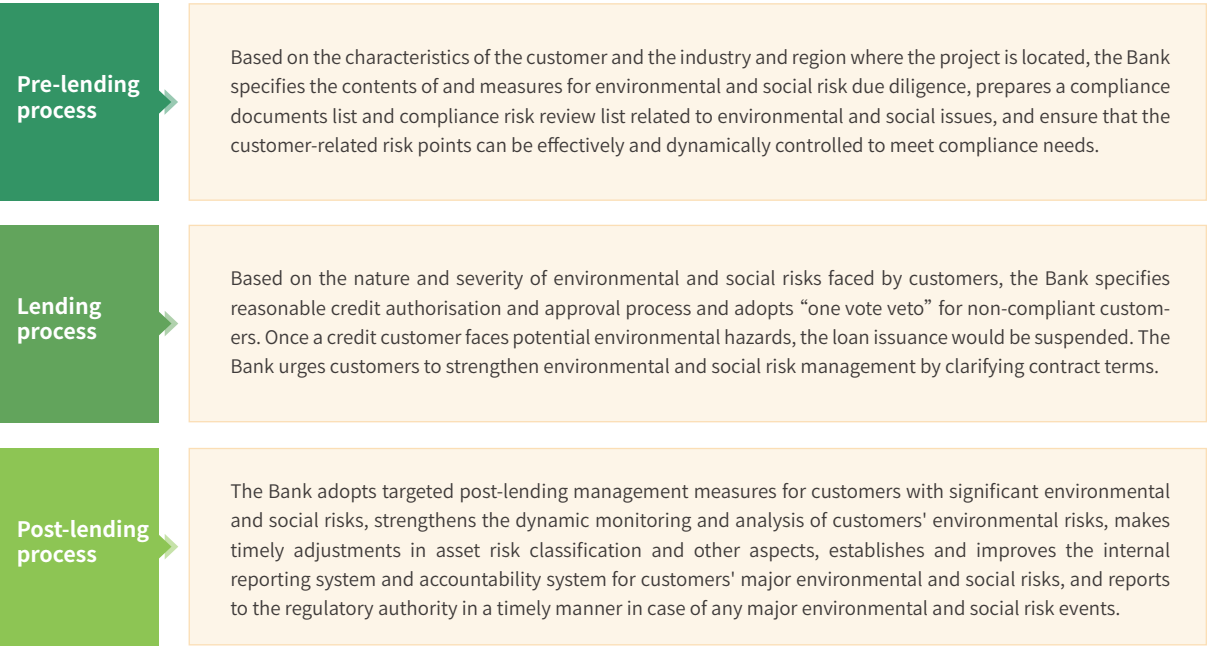 Pre-lending
process
Based on the characteristics of the customer and the industry and region where the project is located, the Bank
specifies the contents of and measures for environmental and social risk due diligence, prepares a compliance
documents list and compliance risk review list related to environmental and social issues, and ensure that the
customer-related risk points can be effectively and dynamically controlled to meet compliance needs.
Lending
process
Based on the nature and severity of environmental and social risks faced by customers, the Bank specifies
reasonable credit authorisation and approval process and adopts “one vote veto” for non-compliant custom-
ers. Once a credit customer faces potential environmental hazards, the loan issuance would be suspended. The
Bank urges customers to strengthen environmental and social risk management by clarifying contract terms.
Post-lending
process
The Bank adopts targeted post-lending management measures for customers with significant environmental
and social risks, strengthens the dynamic monitoring and analysis of customers' environmental risks, makes
timely adjustments in asset risk classification and other aspects, establishes and improves the internal
reporting system and accountability system for customers' major environmental and social risks, and reports
to the regulatory authority in a timely manner in case of any major environmental and social risk events.